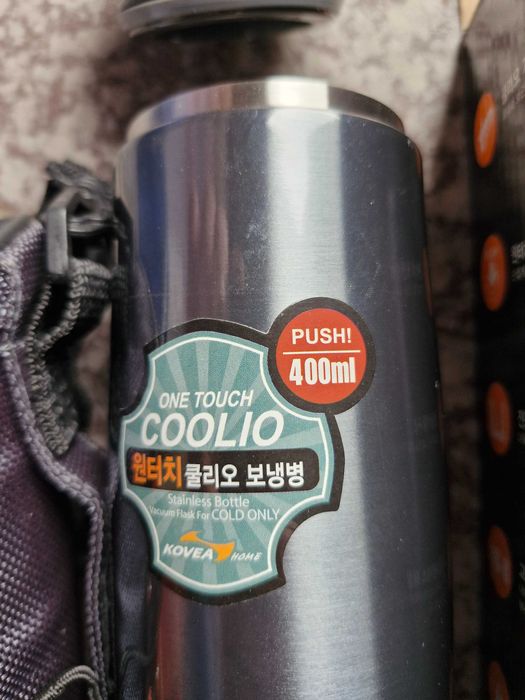 PUSH!
400ml
ONE TOUCH
COOLIO
원터치 쿨리오 보냉병
Stainless Bottle
Vacuum Flask For COLD ONLY
KOVEA HOME